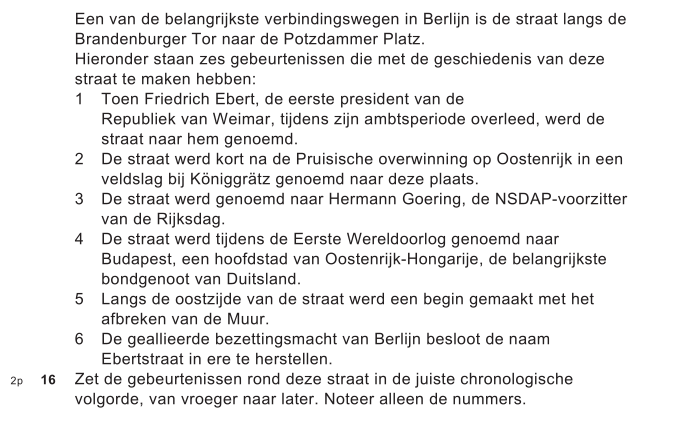 Een van de belangrijkste verbindingswegen in Berlijn is de straat langs de
Brandenburger Tor naar de Potzdammer Platz.
Hieronder staan zes gebeurtenissen die met de geschiedenis van deze
straat te maken hebben:
1 Toen Friedrich Ebert, de eerste president van de
Republiek van Weimar, tijdens zijn ambtsperiode overleed, werd de
straat naar hem genoemd.
2 De straat werd kort na de Pruisische overwinning op Oostenrijk in een
veldslag bij Königgrätz genoemd naar deze plaats.
3 De straat werd genoemd naar Hermann Goering, de NSDAP-voorzitter
van de Rijksdag.
4 De straat werd tijdens de Eerste Wereldoorlog genoemd naar
Budapest, een hoofdstad van Oostenrijk-Hongarije, de belangrijkste
bondgenoot van Duitsland.
5 Langs de oostzijde van de straat werd een begin gemaakt met het
afbreken van de Muur.
6 De geallieerde bezettingsmacht van Berlijn besloot de naam
Ebertstraat in ere te herstellen.
2p 16 Zet de gebeurtenissen rond deze straat in de juiste chronologische
volgorde, van vroeger naar later. Noteer alleen de nummers.